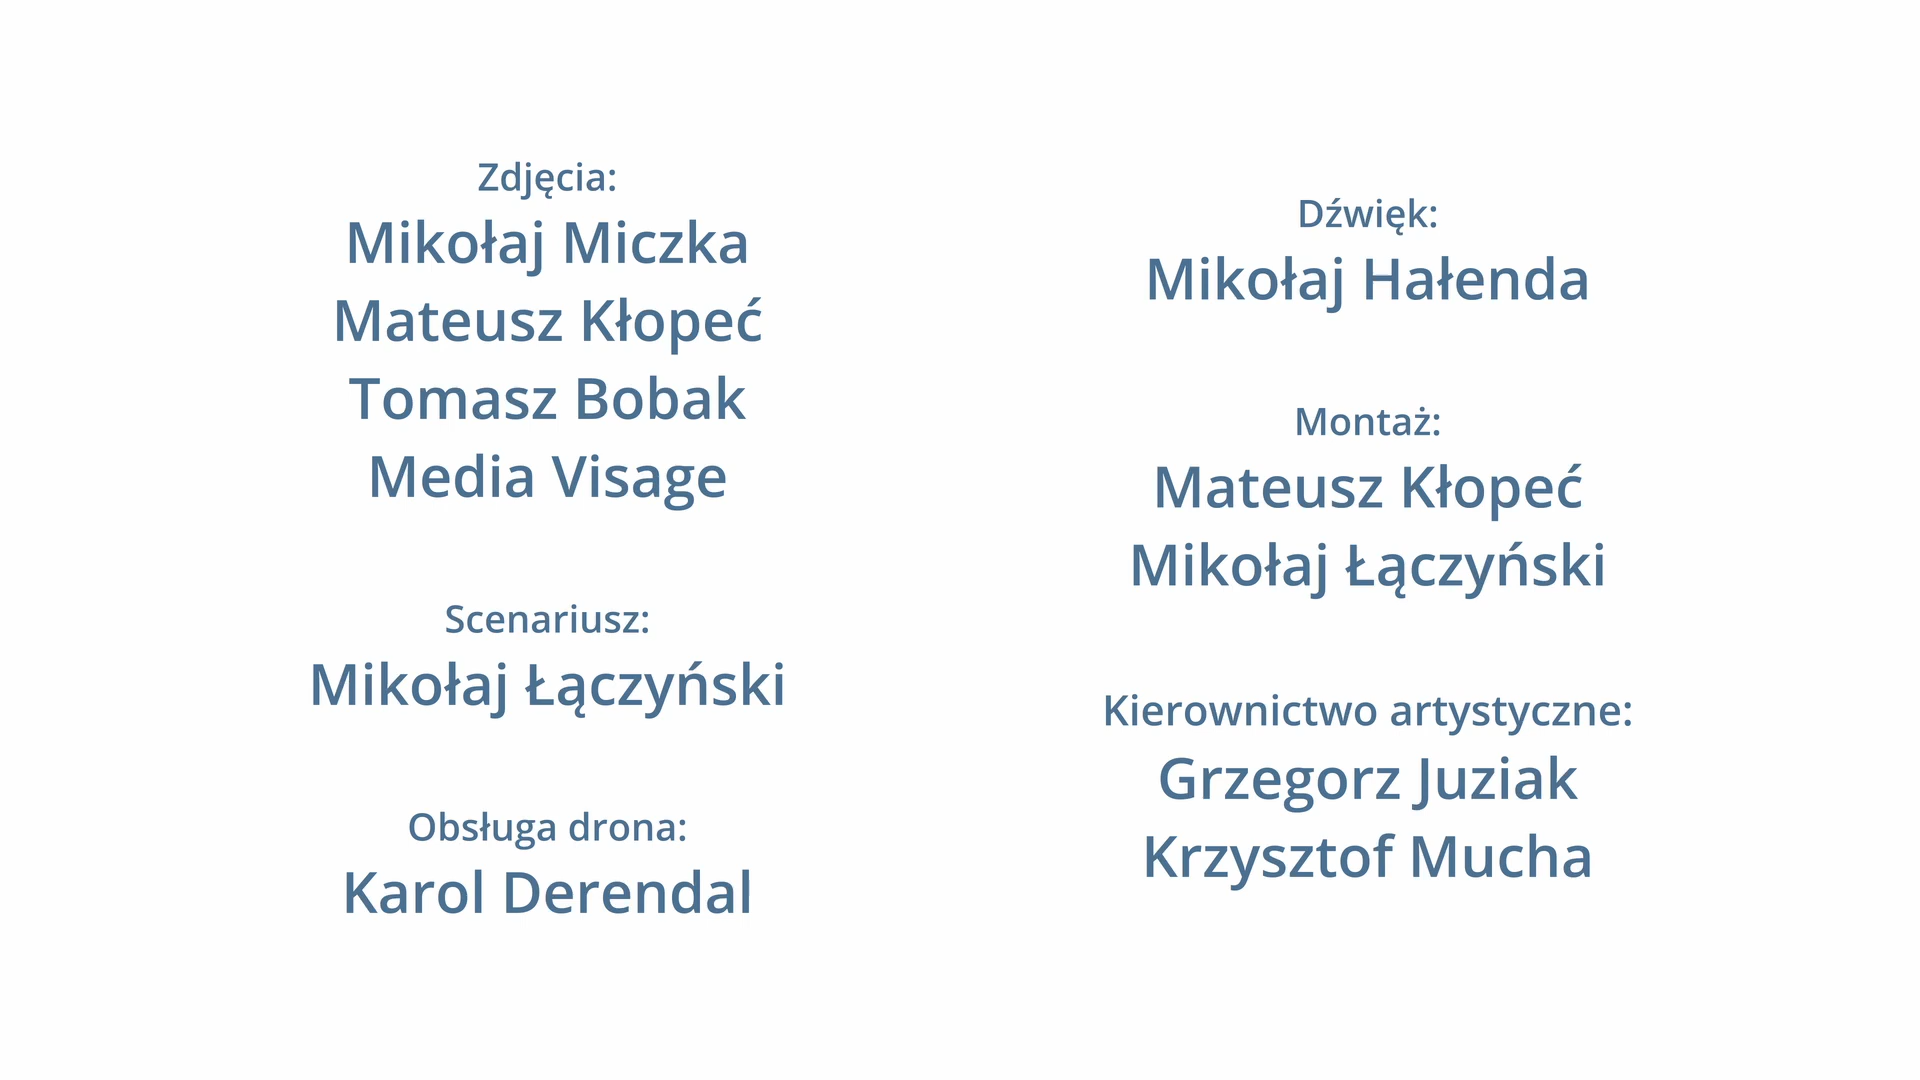 Zdjęcia:
Mikołaj Miczka
Mateusz Kłopeć
Tomasz Bobak
Media Visage
Scenariusz:
Mikołaj Łączyński
Obsługa drona:
Karol Derendal
Dźwięk:
Mikołaj Hałenda
Montaż:
Mateusz Kłopeć
Mikołaj Łączyński
Kierownictwo artystyczne:
Grzegorz Juziak
Krzysztof Mucha